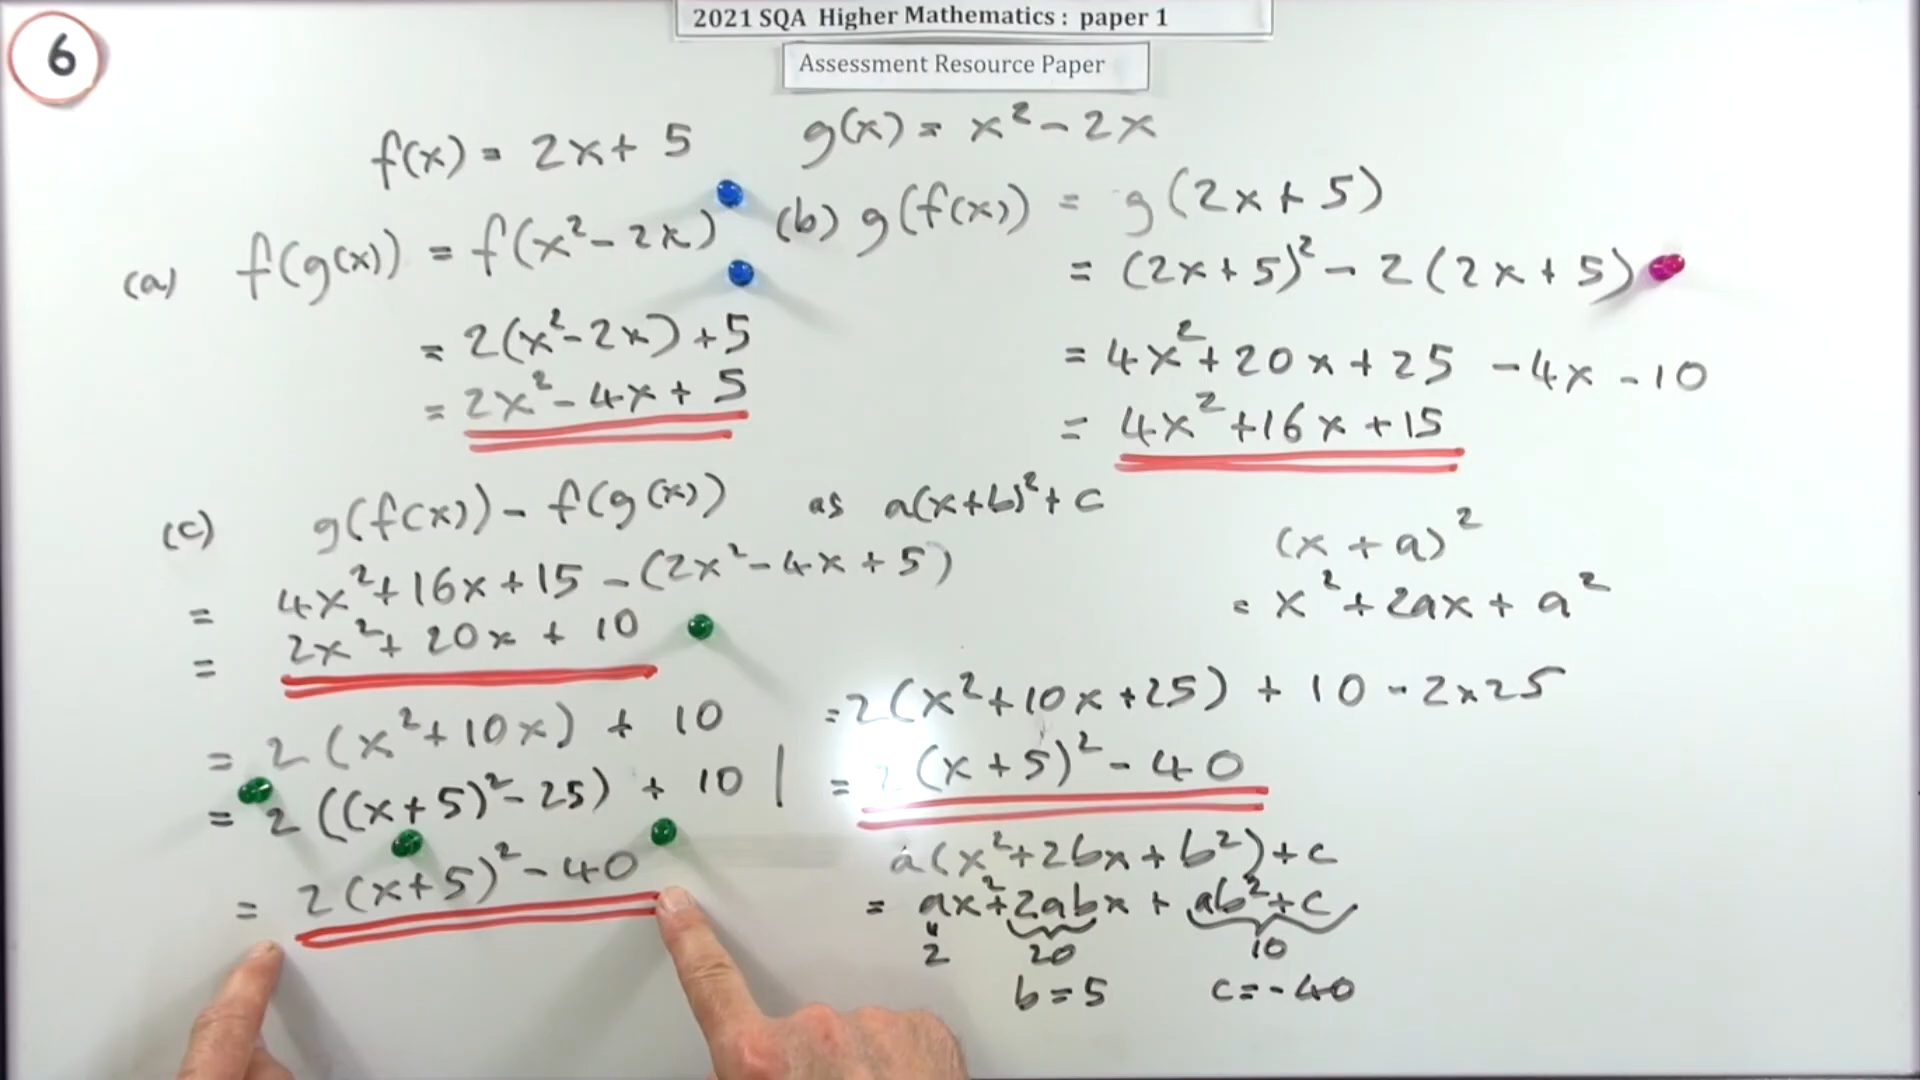 6
2021 SQA Higher Mathematics : paper 1
Assessment Resource Paper
f(x) = 2x + 5
g(x) = x² - 2x
(a) f(g(x)) = f(x² - 2x)
= 2(x² - 2x) + 5
= 2x² - 4x + 5
(b) g(f(x)) = g(2x + 5)
= (2x + 5)² - 2(2x + 5)
= 4x² + 20x + 25 - 4x - 10
= 4x² + 16x + 15
(c) g(f(x)) - f(g(x)) as a(x+b)² + c
= 4x² + 16x + 15 - (2x² - 4x + 5)
= 2x² + 20x + 10
= 2(x² + 10x) + 10
= 2((x+5)² - 25) + 10
= 2(x+5)² - 40
(x + a)²
= x² + 2ax + a²
= 2(x² + 10x + 25) + 10 - 2x25
= 2(x + 5)² - 40
a(x² + 2bx + b²) + c
= ax² + 2abx + ab² + c
2 20 10
b = 5 c = -40